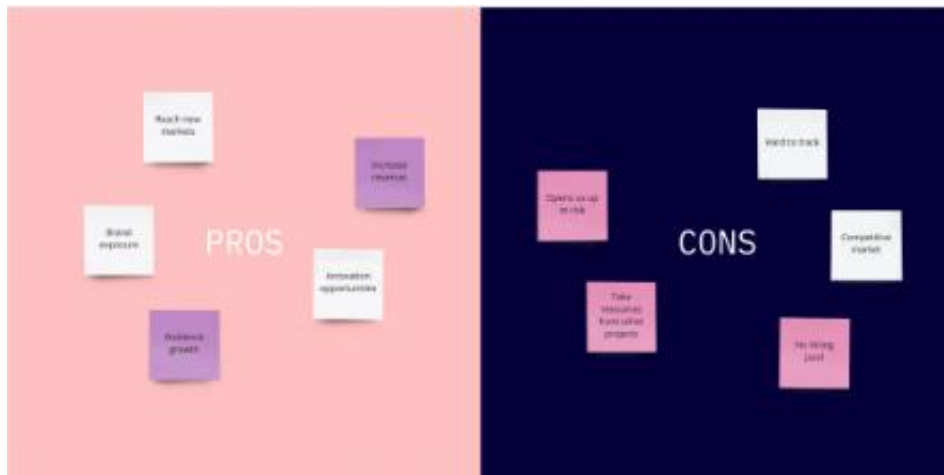 Reach new
markets
Increase
revenue
Brand
exposure
PROS
Innovation
opportunities
Audience
growth
Hard to track
Opens us up
to risk
CONS
Competitive
market
Take
resources
from other
projects
No hiring
pool